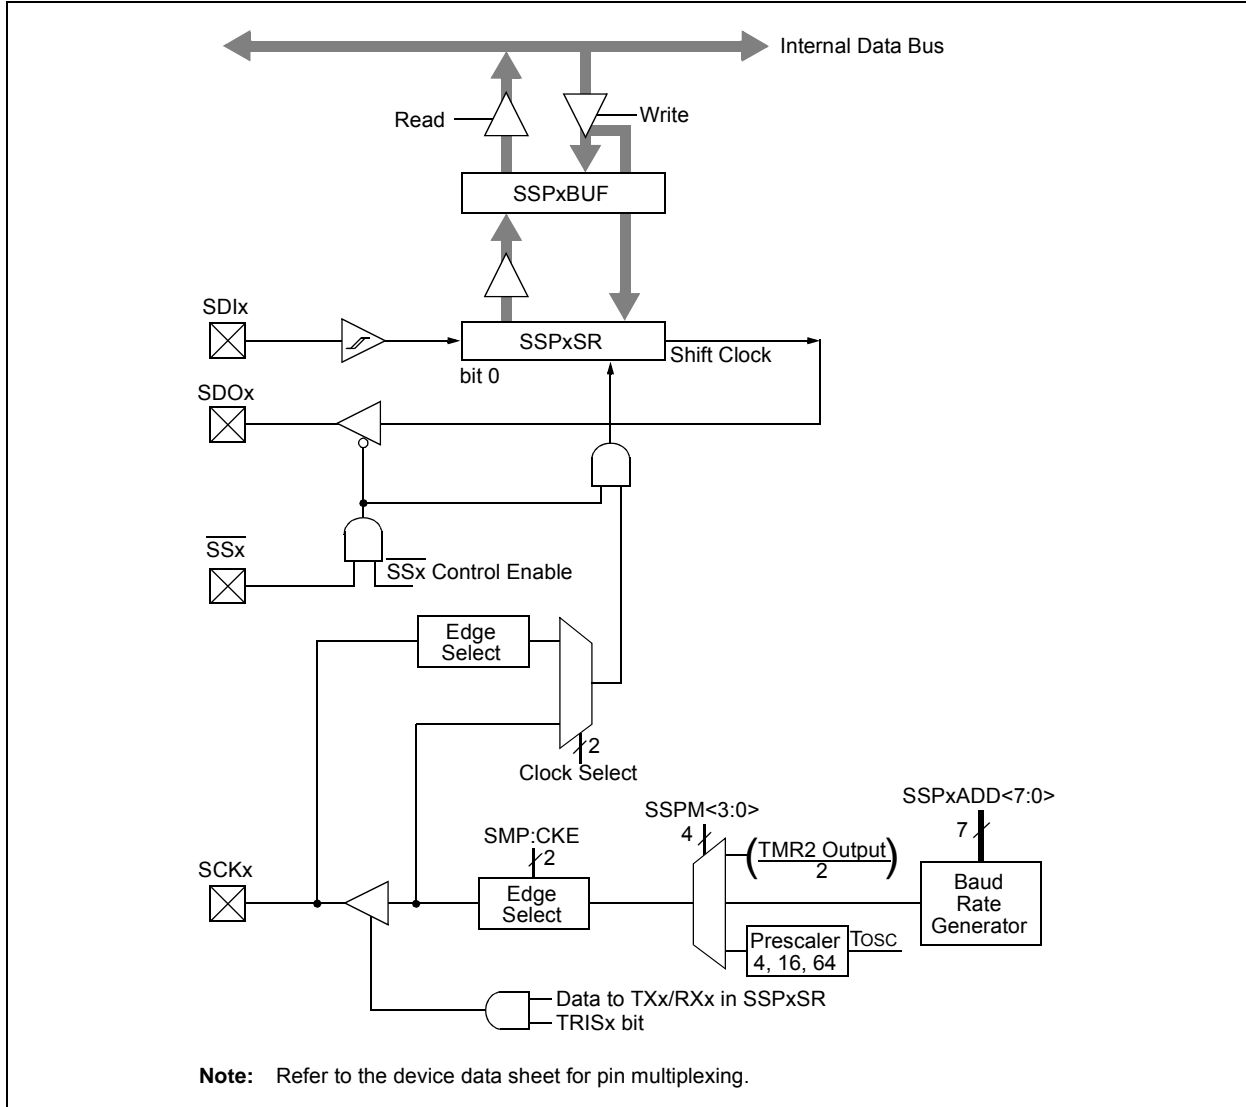 Internal Data Bus
Read
Write
SSPxBUF
SDIx
SSPxSR
Shift Clock
bit 0
SDOx
SSx
SSx Control Enable
Edge
Select
2
Clock Select
SSPxADD<7:0>
SSPM<3:0>
7
4
SMP:CKE
2
(TMR2 Output)
2
SCKx
Edge
Select
Baud
Rate
Generator
Prescaler
4, 16, 64
TOSC
Data to TXx/RXx in SSPxSR
TRISx bit
Note: Refer to the device data sheet for pin multiplexing.